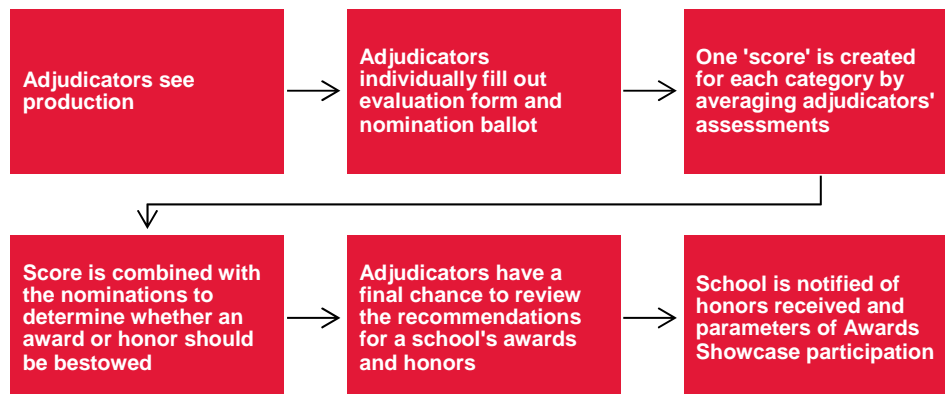 Adjudicators see
production
Adjudicators
individually fill out
evaluation form and
nomination ballot
One 'score' is created
for each category by
averaging adjudicators'
assessments
Score is combined with
the nominations to
determine whether an
award or honor should
be bestowed
Adjudicators have a
final chance to review
the recommendations
for a school's awards
and honors
School is notified of
honors received and
parameters of Awards
Showcase participation